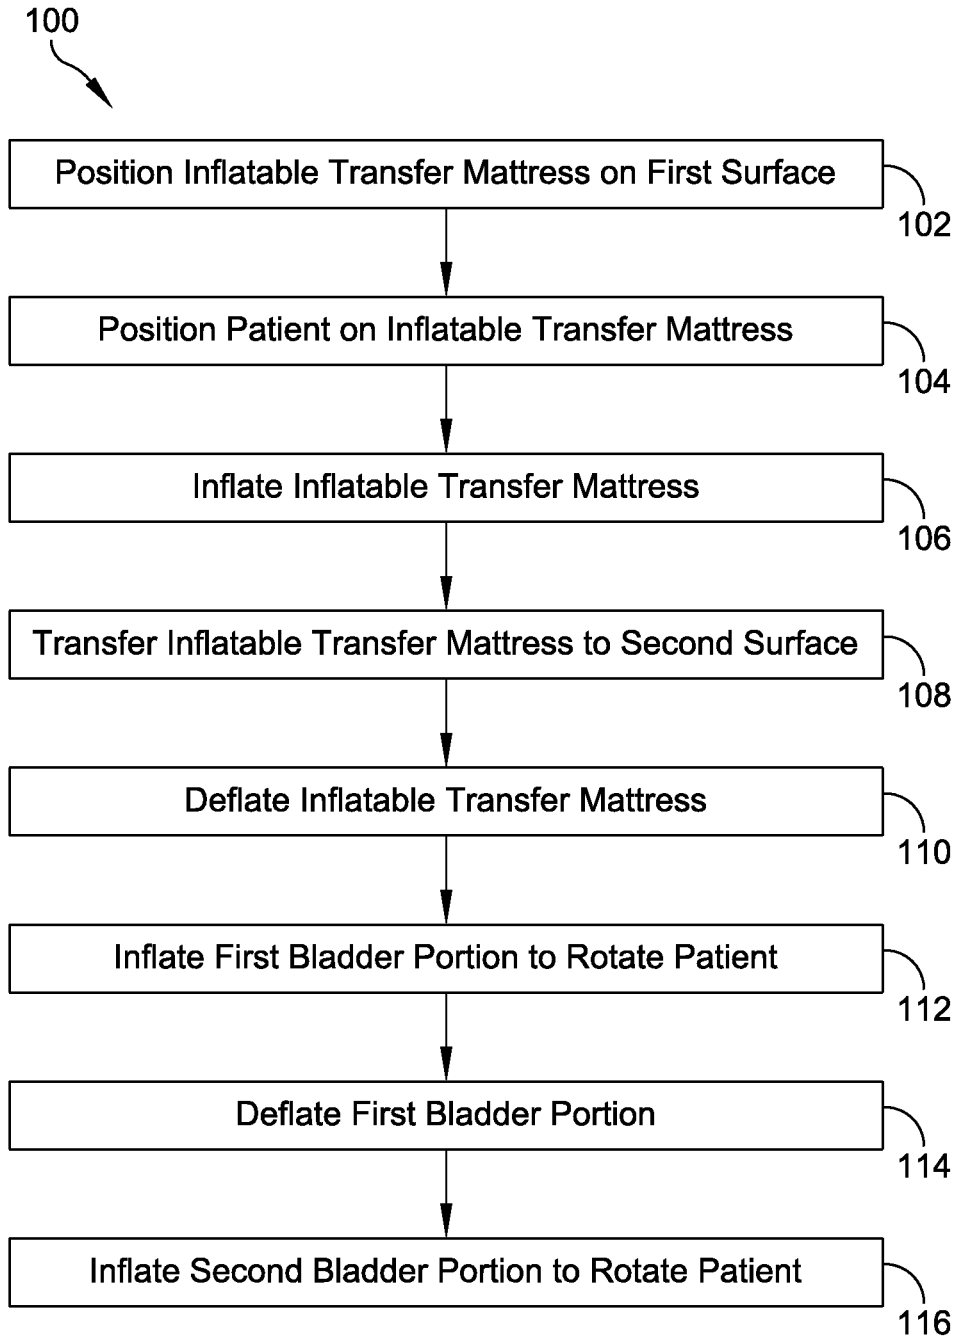 100
Position Inflatable Transfer Mattress on First Surface
102
Position Patient on Inflatable Transfer Mattress
104
Inflate Inflatable Transfer Mattress
106
Transfer Inflatable Transfer Mattress to Second Surface
108
Deflate Inflatable Transfer Mattress
110
Inflate First Bladder Portion to Rotate Patient
112
Deflate First Bladder Portion
114
Inflate Second Bladder Portion to Rotate Patient
116